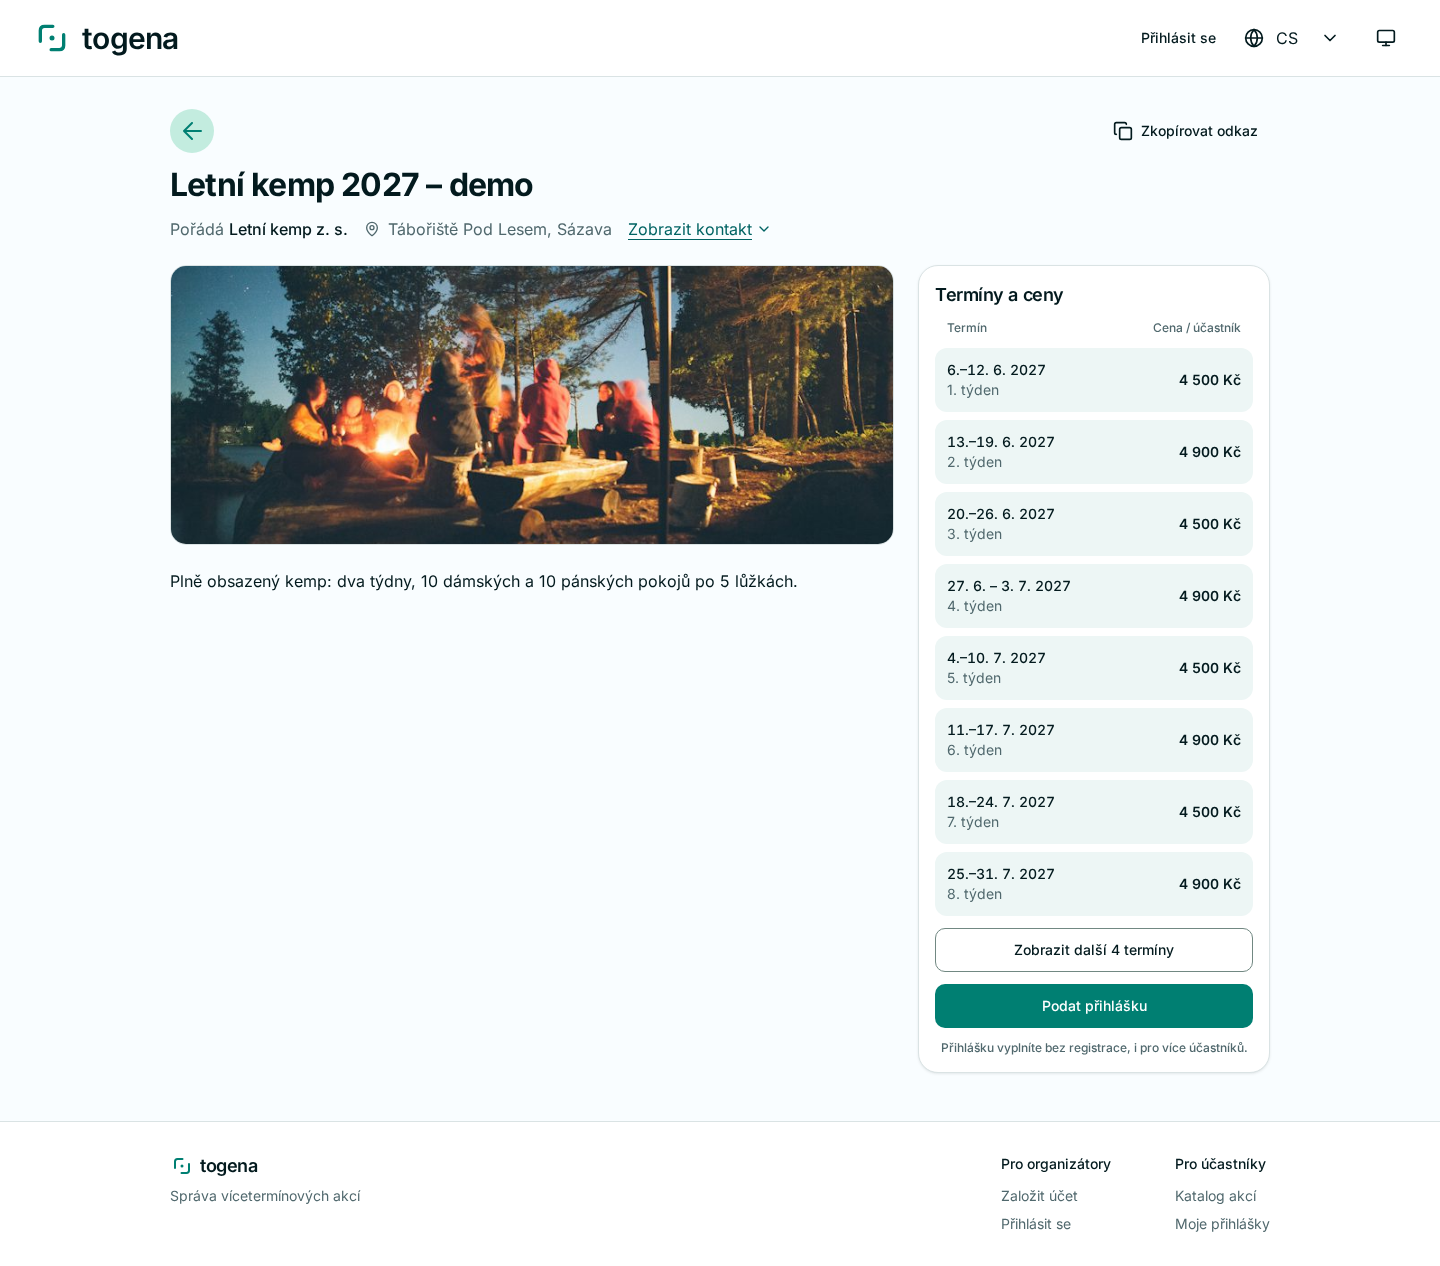 togena
Přihlásit se
CS
Zkopírovat odkaz
Letní kemp 2027 – demo
Pořádá Letní kemp z. s. Tábořiště Pod Lesem, Sázava Zobrazit kontakt
Plně obsazený kemp: dva týdny, 10 dámských a 10 pánských pokojů po 5 lůžkách.
Termíny a ceny
Termín Cena / účastník
6.–12. 6. 2027
1. týden
4 500 Kč
13.–19. 6. 2027
2. týden
4 900 Kč
20.–26. 6. 2027
3. týden
4 500 Kč
27. 6. – 3. 7. 2027
4. týden
4 900 Kč
4.–10. 7. 2027
5. týden
4 500 Kč
11.–17. 7. 2027
6. týden
4 900 Kč
18.–24. 7. 2027
7. týden
4 500 Kč
25.–31. 7. 2027
8. týden
4 900 Kč
Zobrazit další 4 termíny
Podat přihlášku
Přihlášku vyplníte bez registrace, i pro více účastníků.
togena
Správa vícetermínových akcí
Pro organizátory
Založit účet
Přihlásit se
Pro účastníky
Katalog akcí
Moje přihlášky